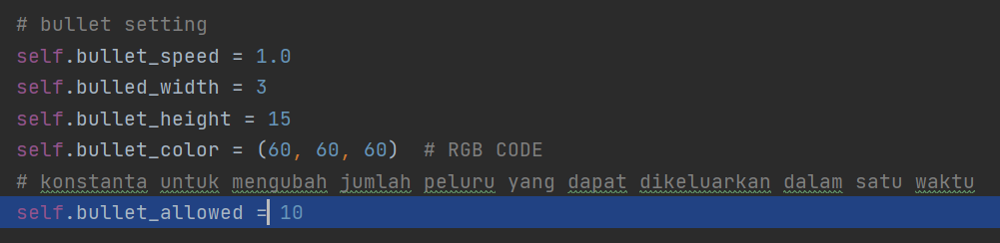 # bullet setting
self.bullet_speed = 1.0
self.bulled_width = 3
self.bullet_height = 15
self.bullet_color = (60, 60, 60)  # RGB CODE
# konstanta untuk mengubah jumlah peluru yang dapat dikeluarkan dalam satu waktu
self.bullet_allowed = 10